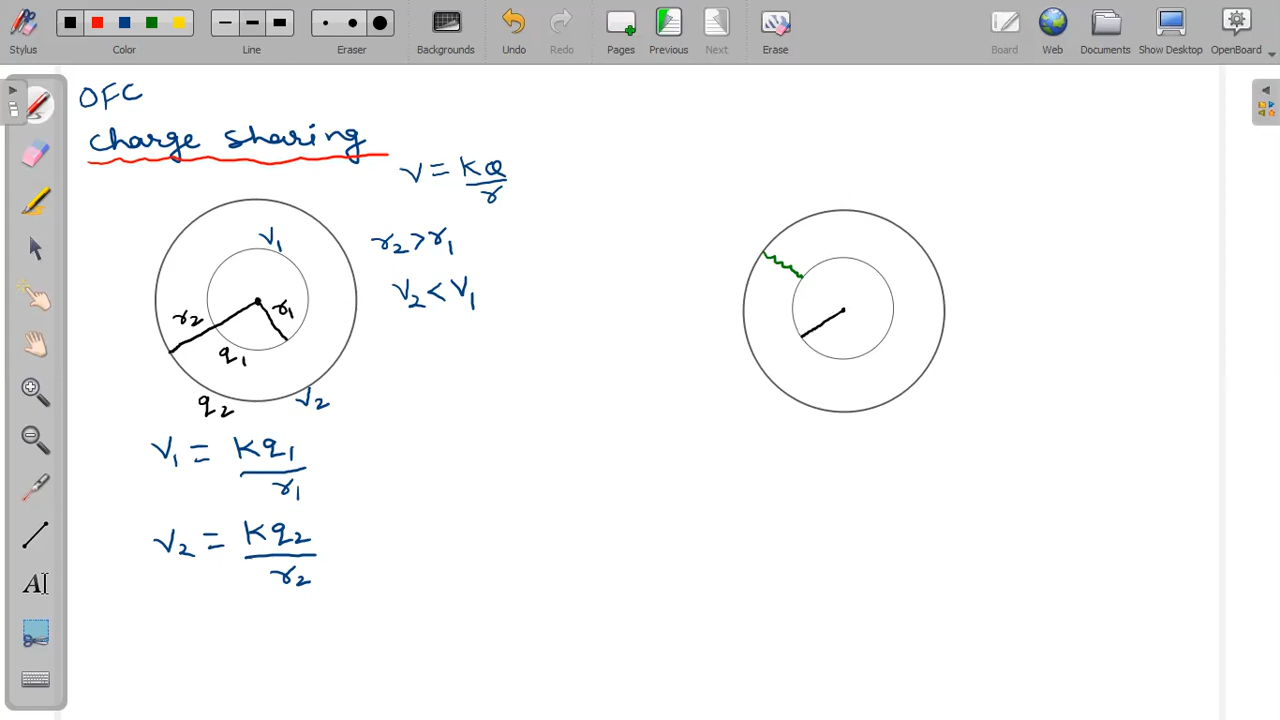 Stylus Color Line Eraser Backgrounds Undo Redo Pages Previous Next Erase Board Web Documents Show Desktop OpenBoard
OFC
Charge sharing
V = KQ/r
V1
r2 > r1
V2 < V1
r2 r1
q1
q2 V2
V1 = Kq1/r1
V2 = Kq2/r2